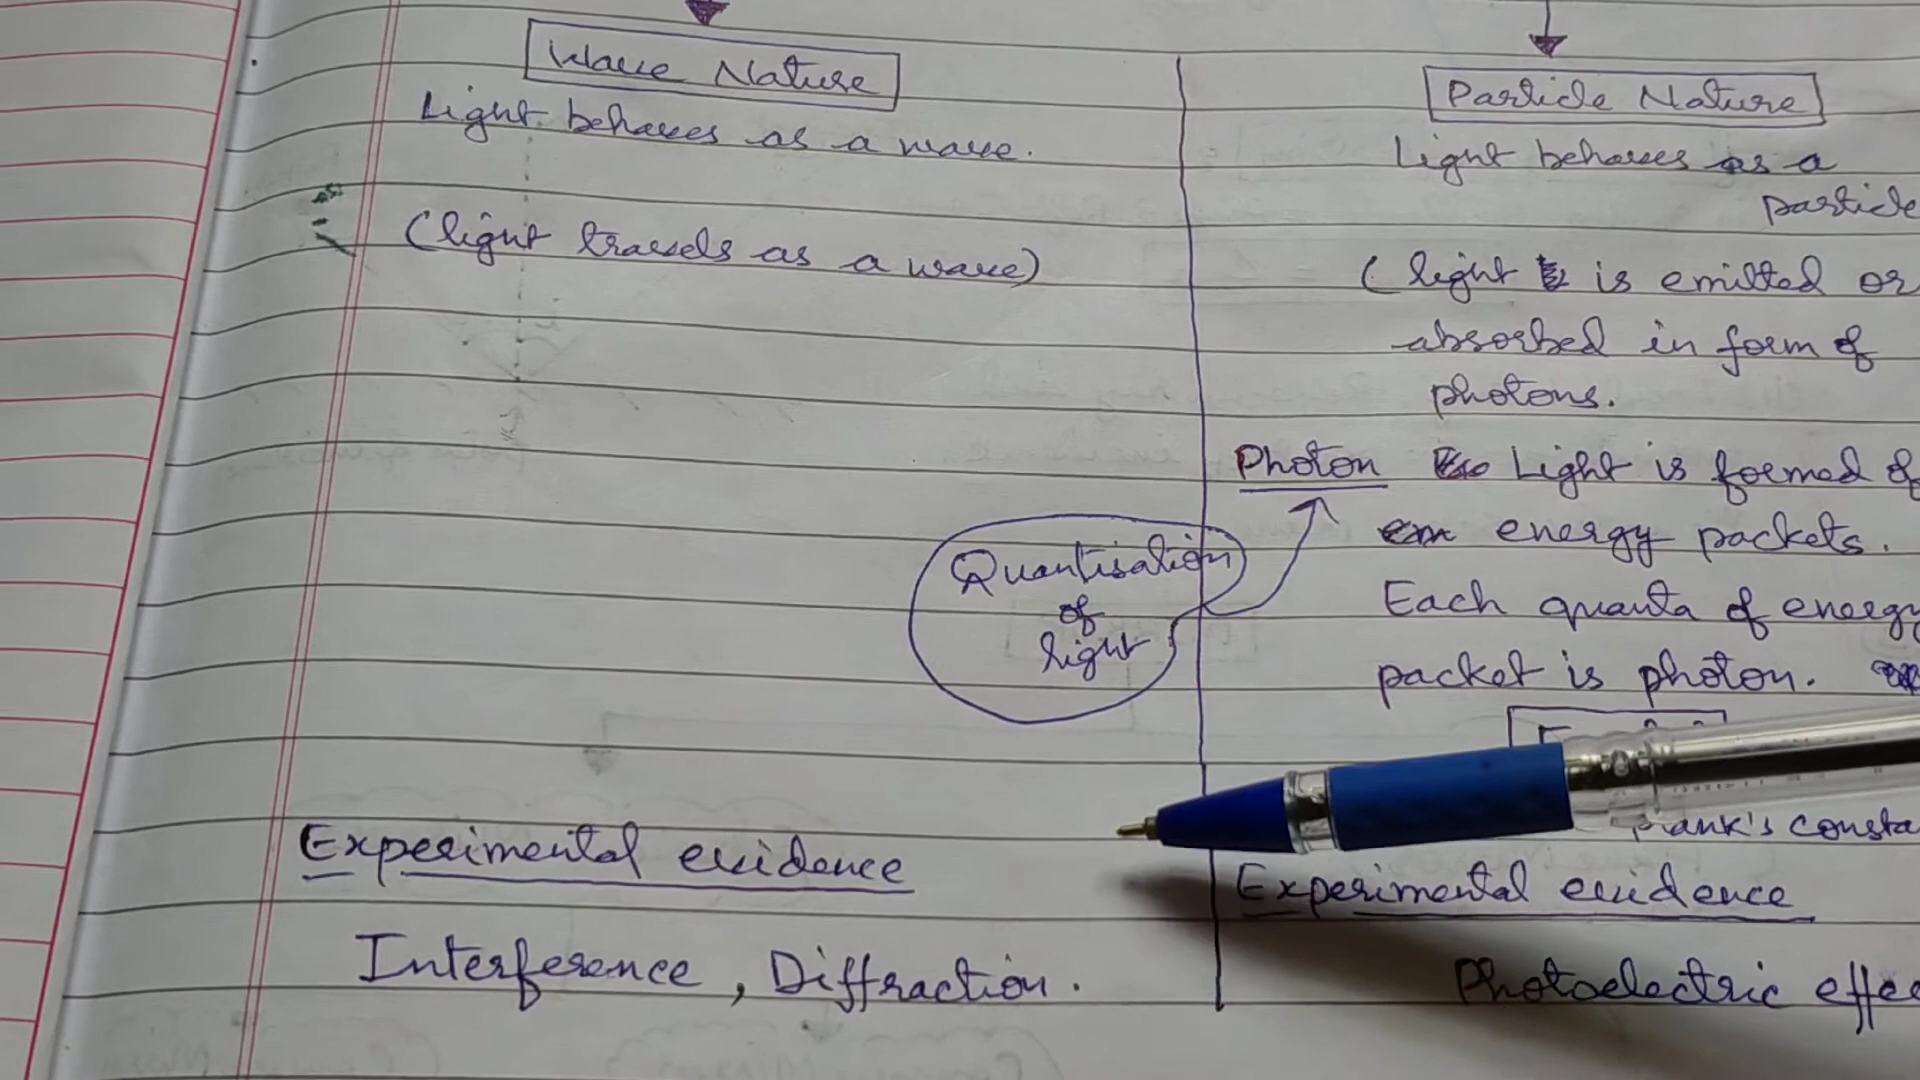 Wave Nature
Light behaves as a wave.
(light travels as a wave)
Quantisation
of
light
Experimental evidence
Interference, Diffraction.
Particle Nature
Light behaves as a
particle
(light is emitted or
absorbed in form of
photons.
Photon Light is formed of
energy packets.
Each quanta of energy
packet is photon.
Experimental evidence
Photoelectric